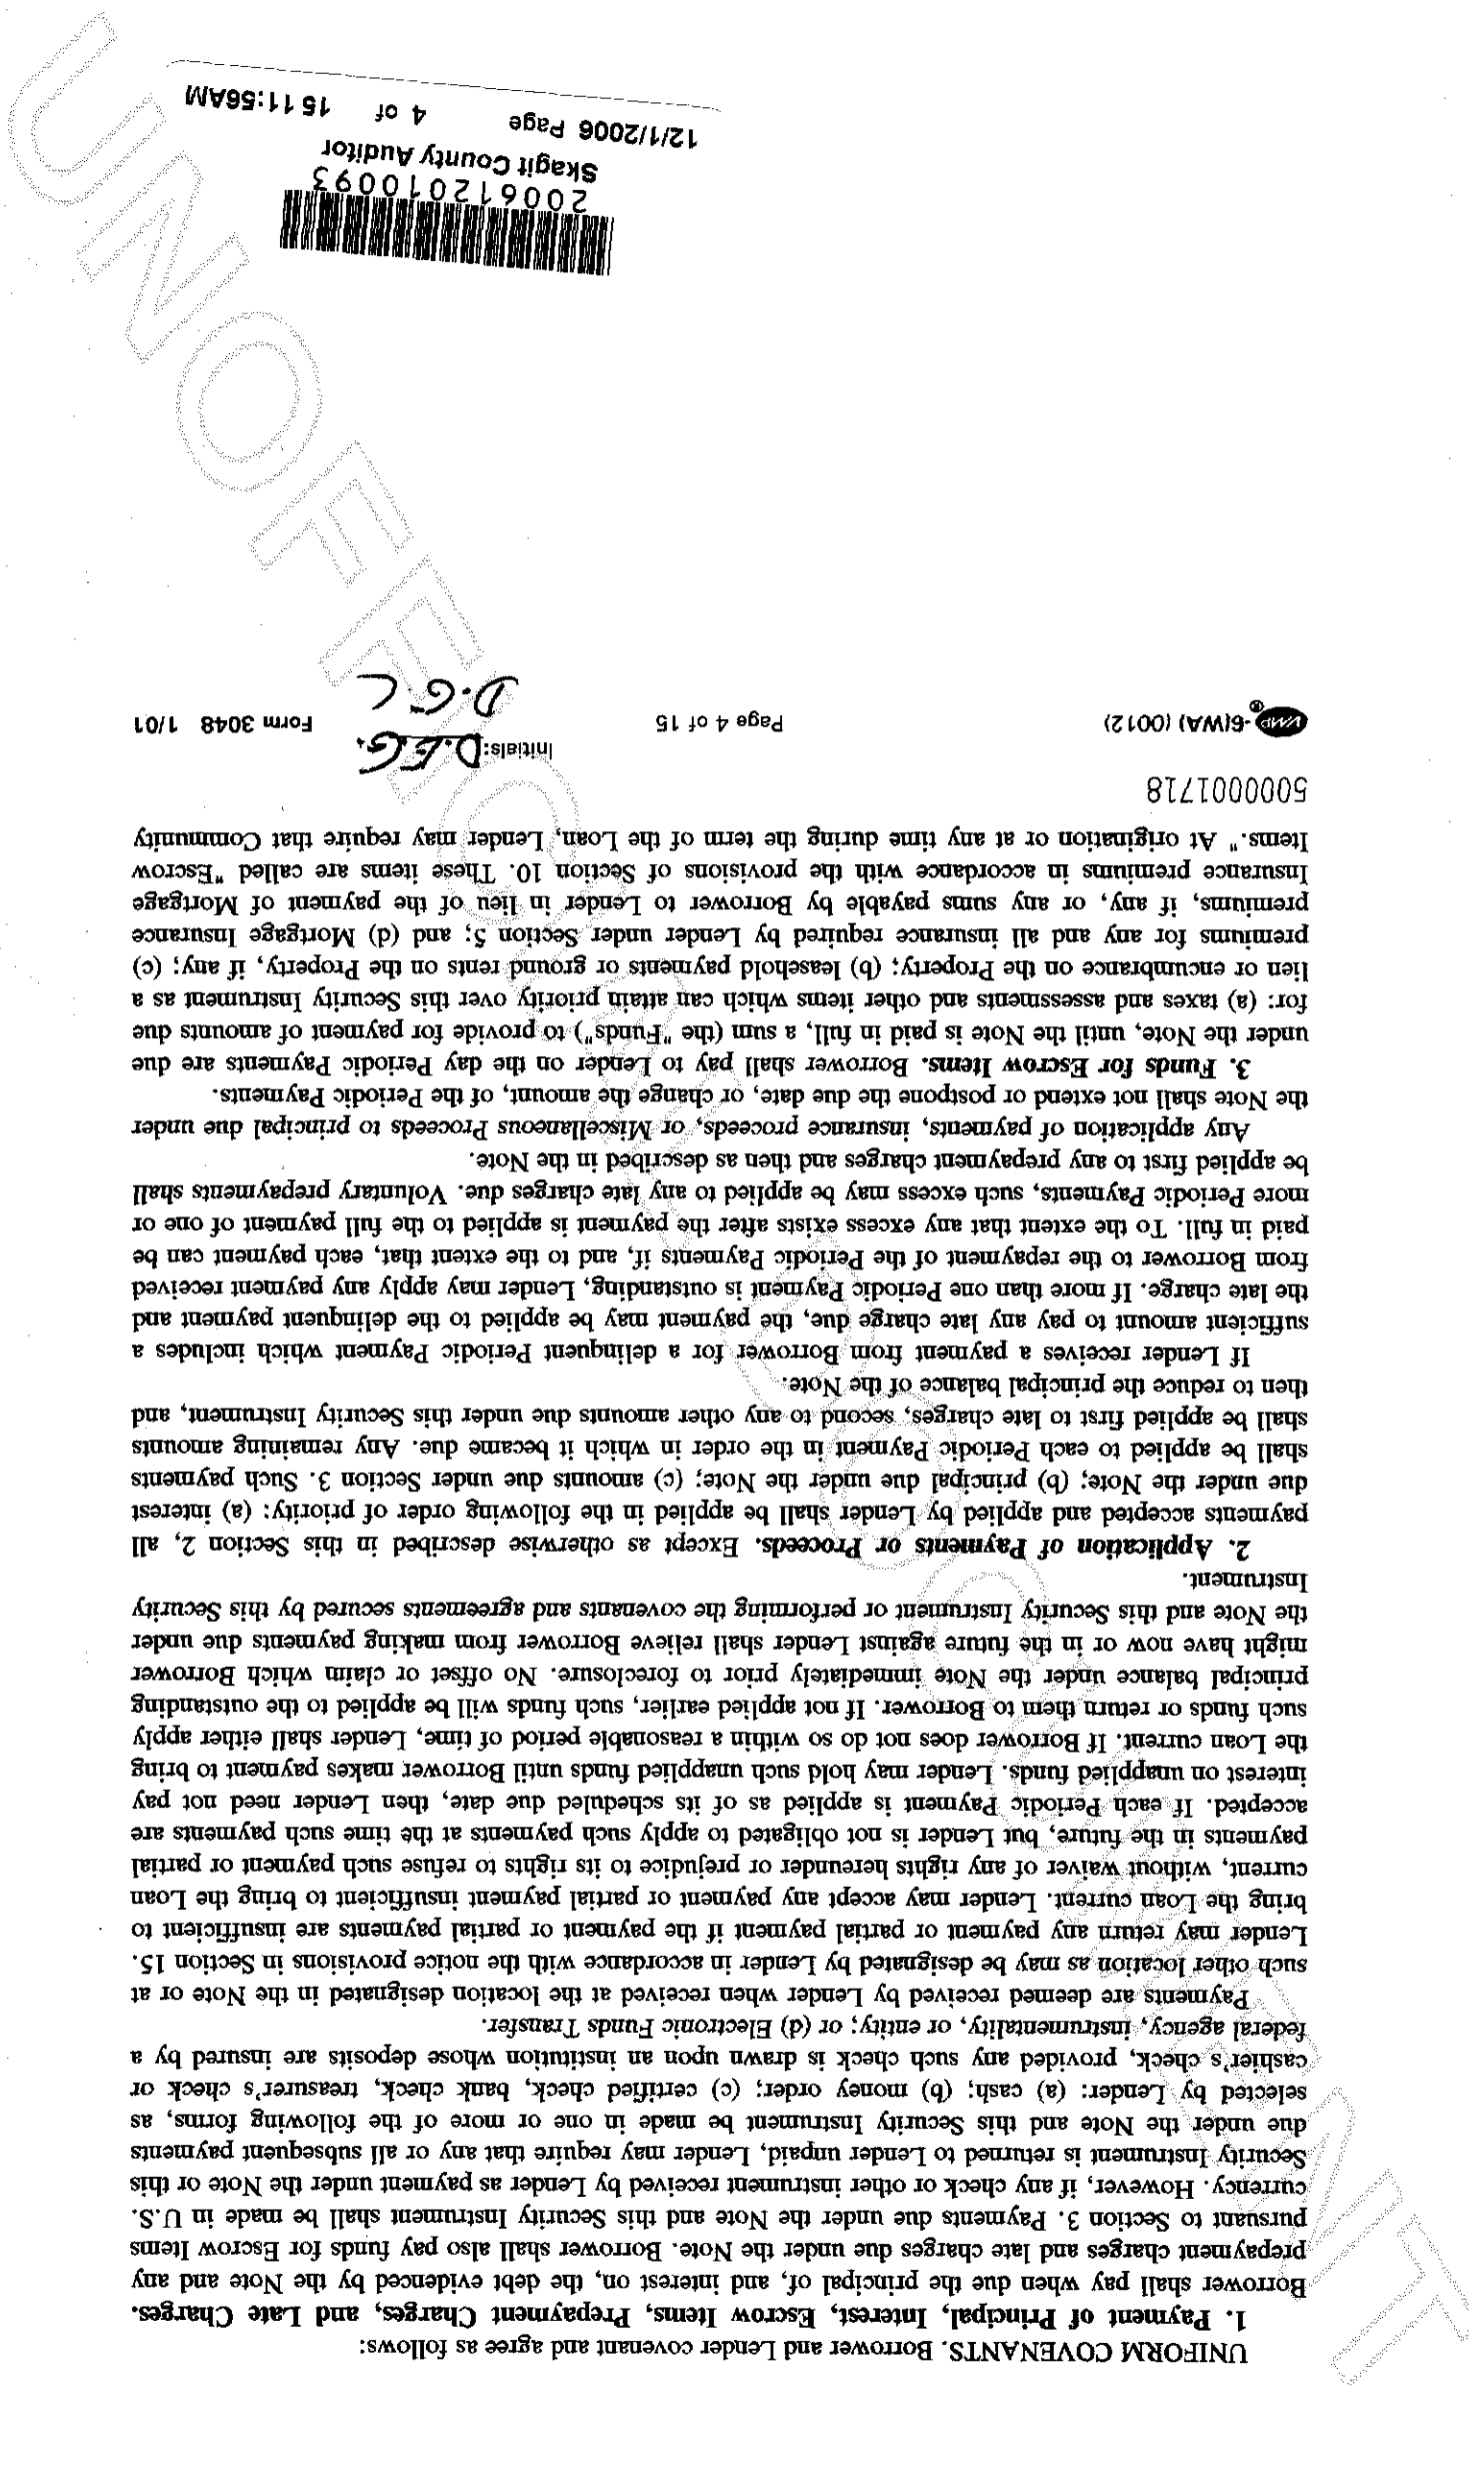 UNIFORM COVENANTS. Borrower and Lender covenant and agree as follows:
1. Payment of Principal, Interest, Escrow Items, Prepayment Charges, and Late Charges.
Borrower shall pay when due the principal of, and interest on, the debt evidenced by the Note and any
prepayment charges and late charges due under the Note. Borrower shall also pay funds for Escrow Items
pursuant to Section 3. Payments due under the Note and this Security Instrument shall be made in U.S.
currency. However, if any check or other instrument received by Lender as payment under the Note or this
Security Instrument is returned to Lender unpaid, Lender may require that any or all subsequent payments
due under the Note and this Security Instrument be made in one or more of the following forms, as
selected by Lender: (a) cash; (b) money order; (c) certified check, bank check, treasurer's check or
cashier's check, provided any such check is drawn upon an institution whose deposits are insured by a
federal agency, instrumentality, or entity; or (d) Electronic Funds Transfer.
Payments are deemed received by Lender when received at the location designated in the Note or at
such other location as may be designated by Lender in accordance with the notice provisions in Section 15.
Lender may return any payment or partial payment if the payment or partial payments are insufficient to
bring the Loan current. Lender may accept any payment or partial payment insufficient to bring the Loan
current, without waiver of any rights hereunder or prejudice to its rights to refuse such payment or partial
payments in the future, but Lender is not obligated to apply such payments at the time such payments are
accepted. If each Periodic Payment is applied as of its scheduled due date, then Lender need not pay
interest on unapplied funds. Lender may hold such unapplied funds until Borrower makes payment to bring
the Loan current. If Borrower does not do so within a reasonable period of time, Lender shall either apply
such funds or return them to Borrower. If not applied earlier, such funds will be applied to the outstanding
principal balance under the Note immediately prior to foreclosure. No offset or claim which Borrower
might have now or in the future against Lender shall relieve Borrower from making payments due under
the Note and this Security Instrument or performing the covenants and agreements secured by this Security
Instrument.
2. Application of Payments or Proceeds. Except as otherwise described in this Section 2, all
payments accepted and applied by Lender shall be applied in the following order of priority: (a) interest
due under the Note; (b) principal due under the Note; (c) amounts due under Section 3. Such payments
shall be applied to each Periodic Payment in the order in which it became due. Any remaining amounts
shall be applied first to late charges, second to any other amounts due under this Security Instrument, and
then to reduce the principal balance of the Note.
If Lender receives a payment from Borrower for a delinquent Periodic Payment which includes a
sufficient amount to pay any late charge due, the payment may be applied to the delinquent payment and
the late charge. If more than one Periodic Payment is outstanding, Lender may apply any payment received
from Borrower to the repayment of the Periodic Payments if, and to the extent that, each payment can be
paid in full. To the extent that any excess exists after the payment is applied to the full payment of one or
more Periodic Payments, such excess may be applied to any late charges due. Voluntary prepayments shall
be applied first to any prepayment charges and then as described in the Note.
Any application of payments, insurance proceeds, or Miscellaneous Proceeds to principal due under
the Note shall not extend or postpone the due date, or change the amount, of the Periodic Payments.
3. Funds for Escrow Items. Borrower shall pay to Lender on the day Periodic Payments are due
under the Note, until the Note is paid in full, a sum (the "Funds") to provide for payment of amounts due
for: (a) taxes and assessments and other items which can attain priority over this Security Instrument as a
lien or encumbrance on the Property; (b) leasehold payments or ground rents on the Property, if any; (c)
premiums for any and all insurance required by Lender under Section 5; and (d) Mortgage Insurance
premiums, if any, or any sums payable by Borrower to Lender in lieu of the payment of Mortgage
Insurance premiums in accordance with the provisions of Section 10. These items are called "Escrow
Items." At origination or at any time during the term of the Loan, Lender may require that Community
5000001718
Initials: D.E.G.
VMP-6(WA) (0012) Page 4 of 15 D.G.C Form 3048 1/01
200612010093
Skagit County Auditor
12/1/2006 Page 4 of 15 11:56AM
UNOFFICIAL DOCUMENT